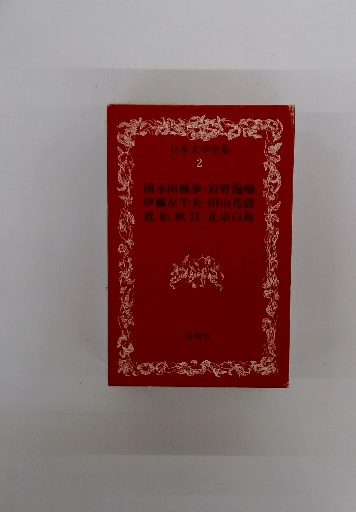 日本文学全集
2
国木田独歩・岩野泡鳴
伊藤左千夫・田山花袋
近松秋江・正宗白鳥